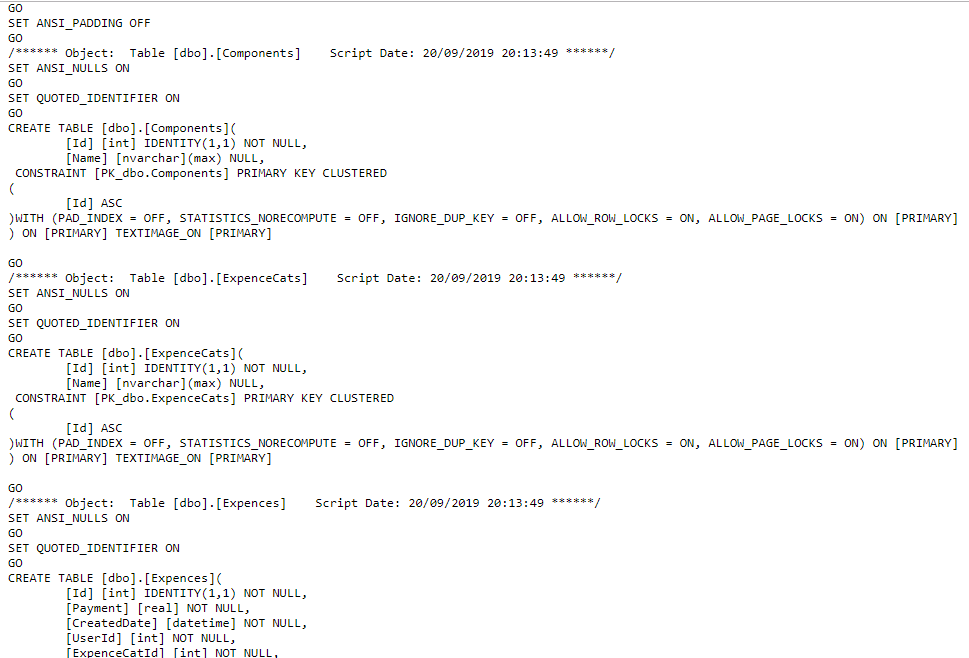 GO
SET ANSI_PADDING OFF
GO
/****** Object:  Table [dbo].[Components]    Script Date: 20/09/2019 20:13:49 ******/
SET ANSI_NULLS ON
GO
SET QUOTED_IDENTIFIER ON
GO
CREATE TABLE [dbo].[Components](
	[Id] [int] IDENTITY(1,1) NOT NULL,
	[Name] [nvarchar](max) NULL,
 CONSTRAINT [PK_dbo.Components] PRIMARY KEY CLUSTERED
(
	[Id] ASC
)WITH (PAD_INDEX = OFF, STATISTICS_NORECOMPUTE = OFF, IGNORE_DUP_KEY = OFF, ALLOW_ROW_LOCKS = ON, ALLOW_PAGE_LOCKS = ON) ON [PRIMARY]
) ON [PRIMARY] TEXTIMAGE_ON [PRIMARY]

GO
/****** Object:  Table [dbo].[ExpenceCats]    Script Date: 20/09/2019 20:13:49 ******/
SET ANSI_NULLS ON
GO
SET QUOTED_IDENTIFIER ON
GO
CREATE TABLE [dbo].[ExpenceCats](
	[Id] [int] IDENTITY(1,1) NOT NULL,
	[Name] [nvarchar](max) NULL,
 CONSTRAINT [PK_dbo.ExpenceCats] PRIMARY KEY CLUSTERED
(
	[Id] ASC
)WITH (PAD_INDEX = OFF, STATISTICS_NORECOMPUTE = OFF, IGNORE_DUP_KEY = OFF, ALLOW_ROW_LOCKS = ON, ALLOW_PAGE_LOCKS = ON) ON [PRIMARY]
) ON [PRIMARY] TEXTIMAGE_ON [PRIMARY]

GO
/****** Object:  Table [dbo].[Expences]    Script Date: 20/09/2019 20:13:49 ******/
SET ANSI_NULLS ON
GO
SET QUOTED_IDENTIFIER ON
GO
CREATE TABLE [dbo].[Expences](
	[Id] [int] IDENTITY(1,1) NOT NULL,
	[Payment] [real] NOT NULL,
	[CreatedDate] [datetime] NOT NULL,
	[UserId] [int] NOT NULL,
	[ExpenceCatId] [int] NOT NULL,